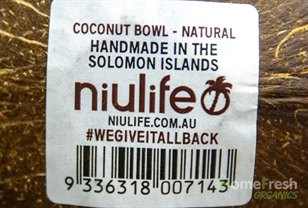 COCONUT BOWL - NATURAL
HANDMADE IN THE
SOLOMON ISLANDS
niulife
NIULIFE.COM.AU
#WEGIVEITALLBACK
9 336318 007143
HomeFresh
ORGANICS